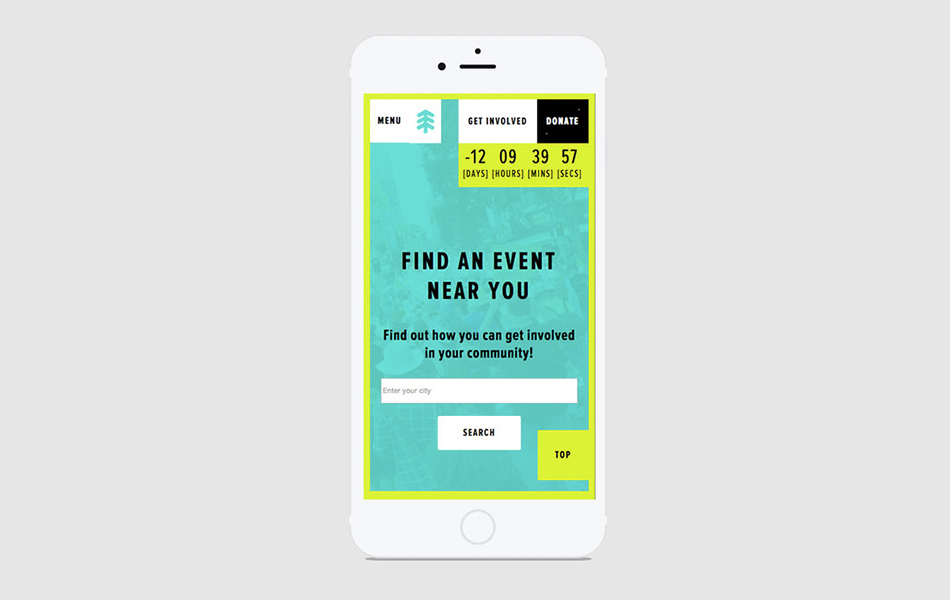 MENU
GET INVOLVED
DONATE
-12 09 39 57
[DAYS] [HOURS] [MINS] [SECS]
FIND AN EVENT
NEAR YOU
Find out how you can get involved
in your community!
Enter your city
SEARCH
TOP